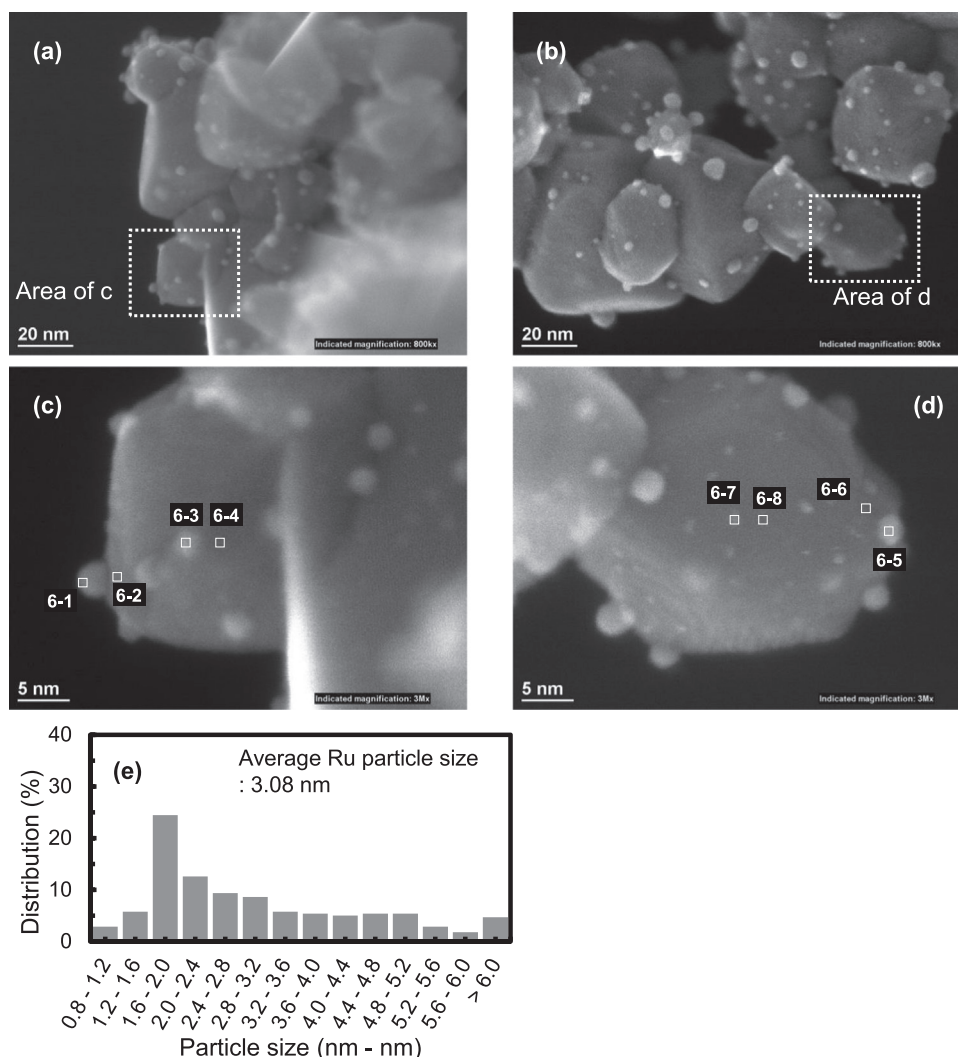 (a)
Area of c
20 nm
Indicated magnification: 800kx
(b)
Area of d
20 nm
Indicated magnification: 800kx
(c)
6-3 6-4
6-1 6-2
5 nm
Indicated magnification: 3Mx
(d)
6-7 6-8 6-6
6-5
5 nm
Indicated magnification: 3Mx
(e)
Average Ru particle size
: 3.08 nm
Distribution (%)
40
30
20
10
0
0.8 - 1.2
1.2 - 1.6
1.6 - 2.0
2.0 - 2.4
2.4 - 2.8
2.8 - 3.2
3.2 - 3.6
3.6 - 4.0
4.0 - 4.4
4.4 - 4.8
4.8 - 5.2
5.2 - 5.6
5.6 - 6.0
> 6.0
Particle size (nm - nm)